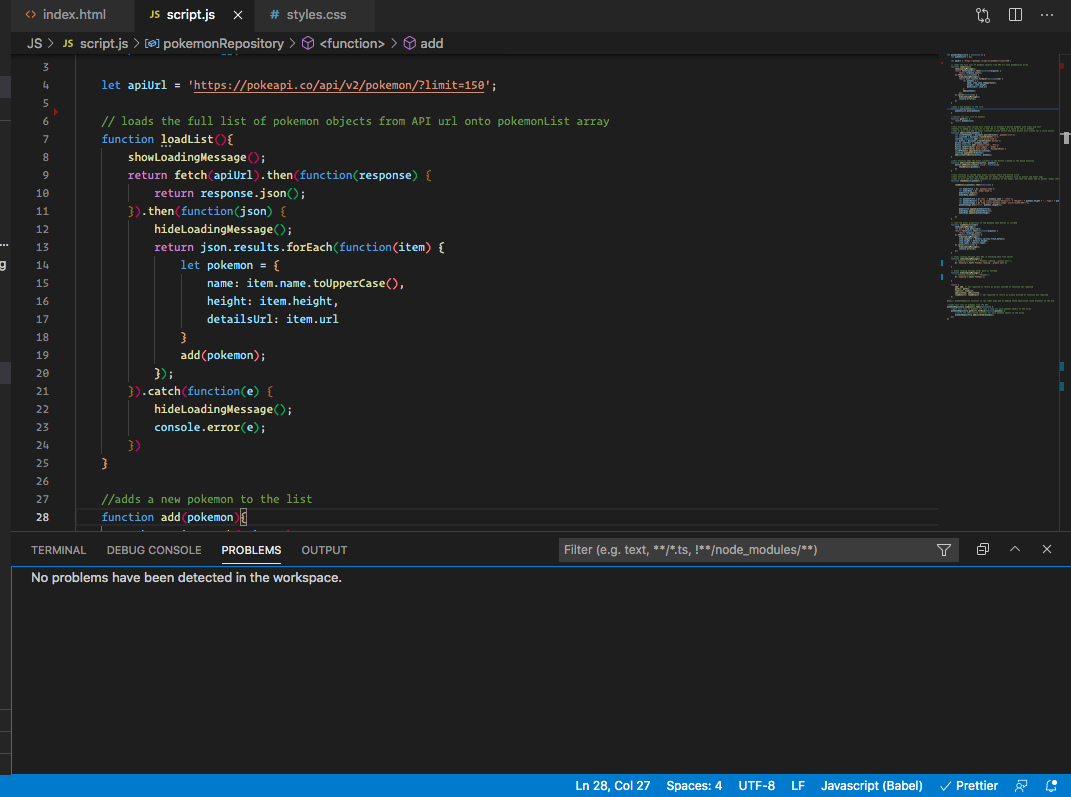 <> index.html JS script.js × # styles.css ···
JS > JS script.js > pokemonRepository > <function> > add
3
4 let apiUrl = 'https://pokeapi.co/api/v2/pokemon/?limit=150';
5
6 // loads the full list of pokemon objects from API url onto pokemonList array
7 function loadList(){
8 showLoadingMessage();
9 return fetch(apiUrl).then(function(response) {
10 return response.json();
11 }).then(function(json) {
12 hideLoadingMessage();
13 return json.results.forEach(function(item) {
14 let pokemon = {
15 name: item.name.toUpperCase(),
16 height: item.height,
17 detailsUrl: item.url
18 }
19 add(pokemon);
20 });
21 }).catch(function(e) {
22 hideLoadingMessage();
23 console.error(e);
24 })
25 }
26
27 //adds a new pokemon to the list
28 function add(pokemon){
TERMINAL DEBUG CONSOLE PROBLEMS OUTPUT Filter (e.g. text, **/*.ts, !**/node_modules/**)
No problems have been detected in the workspace.
Ln 28, Col 27 Spaces: 4 UTF-8 LF Javascript (Babel) ✓ Prettier